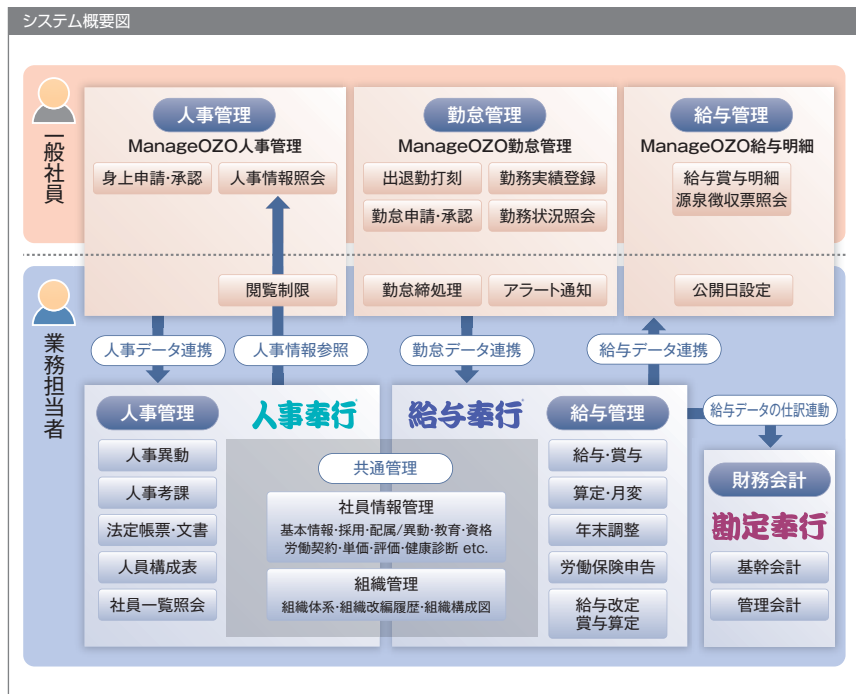 システム概要図
一般社員
人事管理
ManageOZO人事管理
身上申請・承認
人事情報照会
閲覧制限
勤怠管理
ManageOZO勤怠管理
出退勤打刻
勤務実績登録
勤怠申請・承認
勤務状況照会
勤怠締処理
アラート通知
給与管理
ManageOZO給与明細
給与賞与明細
源泉徴収票照会
公開日設定
業務担当者
人事データ連携
人事情報参照
勤怠データ連携
給与データ連携
給与データの仕訳連動
人事管理
人事奉行
人事異動
人事考課
法定帳票・文書
人員構成表
社員一覧照会
共通管理
社員情報管理
基本情報・採用・配属/異動・教育・資格
労働契約・単価・評価・健康診断 etc.
組織管理
組織体系・組織改編履歴・組織構成図
給与奉行
給与管理
給与・賞与
算定・月変
年末調整
労働保険申告
給与改定
賞与算定
財務会計
勘定奉行
基幹会計
管理会計